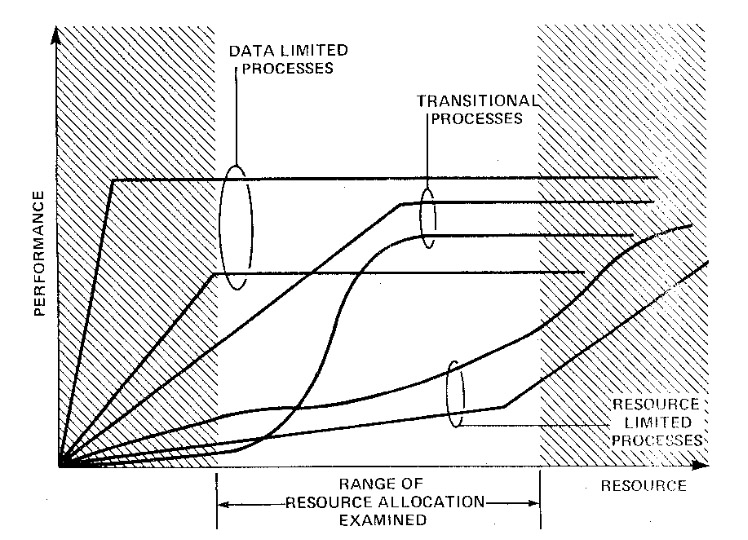 DATA LIMITED
PROCESSES
TRANSITIONAL
PROCESSES
PERFORMANCE
RESOURCE
LIMITED
PROCESSES
RANGE OF
RESOURCE ALLOCATION
EXAMINED
RESOURCE